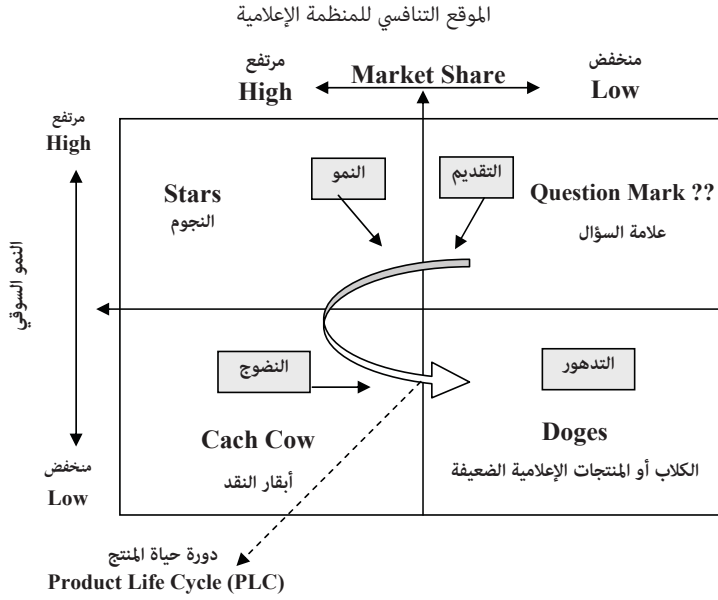 الموقع التنافسي للمنظمة الإعلامية
مرتفع
High
Market Share
منخفض
Low
مرتفع
High
النمو السوقي
منخفض
Low
Stars
النجوم
النمو
التقديم
Question Mark ??
علامة السؤال
النضوج
Cach Cow
أبقار النقد
التدهور
Doges
الكلاب أو المنتجات الإعلامية الضعيفة
دورة حياة المنتج
Product Life Cycle (PLC)